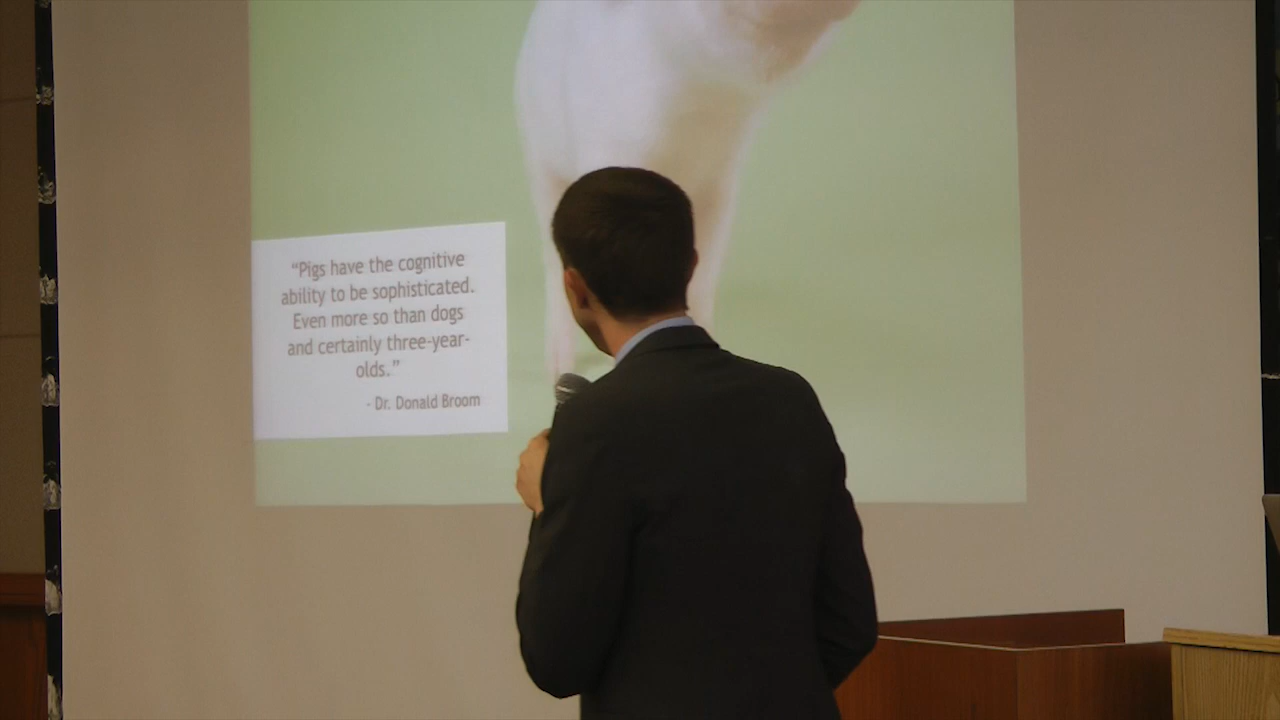 “Pigs have the cognitive
ability to be sophisticated.
Even more so than dogs
and certainly three-year-
olds.”
- Dr. Donald Broom